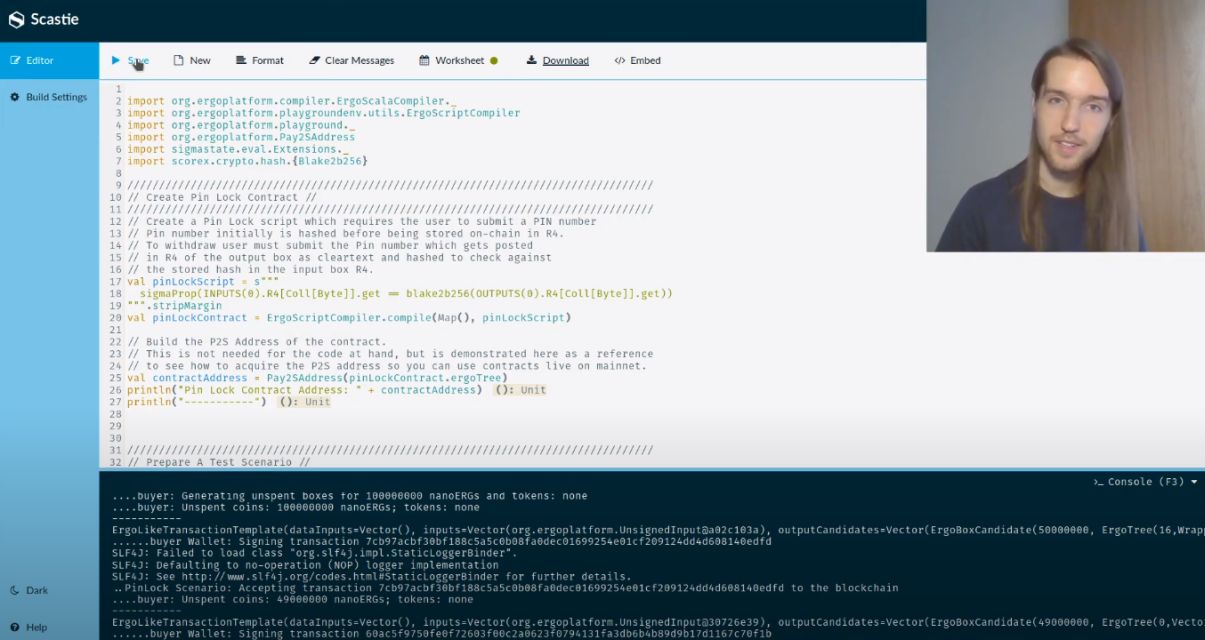 Scastie
Editor
Save
New
Format
Clear Messages
Worksheet
Download
Embed
Build Settings
1
2 import org.ergoplatform.compiler.ErgoScalaCompiler._
3 import org.ergoplatform.playgroundenv.utils.ErgoScriptCompiler
4 import org.ergoplatform.playground._
5 import org.ergoplatform.Pay2SAddress
6 import sigmastate.eval.Extensions._
7 import scorex.crypto.hash.{Blake2b256}
8
9 ///////////////////////////////////////////////////////////////////////////////////
10 // Create Pin Lock Contract //
11 ///////////////////////////////////////////////////////////////////////////////////
12 // Create a Pin Lock script which requires the user to submit a PIN number
13 // Pin number initially is hashed before being stored on-chain in R4.
14 // To withdraw user must submit the Pin number which gets posted
15 // in R4 of the output box as cleartext and hashed to check against
16 // the stored hash in the input box R4.
17 val pinLockScript = s"""
18 sigmaProp(INPUTS(0).R4[Coll[Byte]].get == blake2b256(OUTPUTS(0).R4[Coll[Byte]].get))
19 """.stripMargin
20 val pinLockContract = ErgoScriptCompiler.compile(Map(), pinLockScript)
21
22 // Build the P2S Address of the contract.
23 // This is not needed for the code at hand, but is demonstrated here as a reference
24 // to see how to acquire the P2S address so you can use contracts live on mainnet.
25 val contractAddress = Pay2SAddress(pinLockContract.ergoTree)
26 println("Pin Lock Contract Address: " + contractAddress) (): Unit
27 println("-----------") (): Unit
28
29
30
31 ///////////////////////////////////////////////////////////////////////////////////
32 // Prepare A Test Scenario //
>_ Console (F3)
....buyer: Generating unspent boxes for 100000000 nanoERGs and tokens: none
....buyer: Unspent coins: 100000000 nanoERGs; tokens: none
-----------
ErgoLikeTransactionTemplate(dataInputs=Vector(), inputs=Vector(org.ergoplatform.UnsignedInput@a02c103a), outputCandidates=Vector(ErgoBoxCandidate(50000000, ErgoTree(16,Wrap
......buyer Wallet: Signing transaction 7cb97acbf30bf188c5a5c0b08fa0dec01699254e01cf209124dd4d608140edfd
SLF4J: Failed to load class "org.slf4j.impl.StaticLoggerBinder".
SLF4J: Defaulting to no-operation (NOP) logger implementation
SLF4J: See http://www.slf4j.org/codes.html#StaticLoggerBinder for further details.
..PinLock Scenario: Accepting transaction 7cb97acbf30bf188c5a5c0b08fa0dec01699254e01cf209124dd4d608140edfd to the blockchain
....buyer: Unspent coins: 49000000 nanoERGs; tokens: none
-----------
ErgoLikeTransactionTemplate(dataInputs=Vector(), inputs=Vector(org.ergoplatform.UnsignedInput@30726e39), outputCandidates=Vector(ErgoBoxCandidate(49000000, ErgoTree(0,Vecto
......buyer Wallet: Signing transaction 60ac5f9750fe0f72603f00c2a0623f0794131fa3db6b4b89d9b17d1167c70f1b
Dark
Help